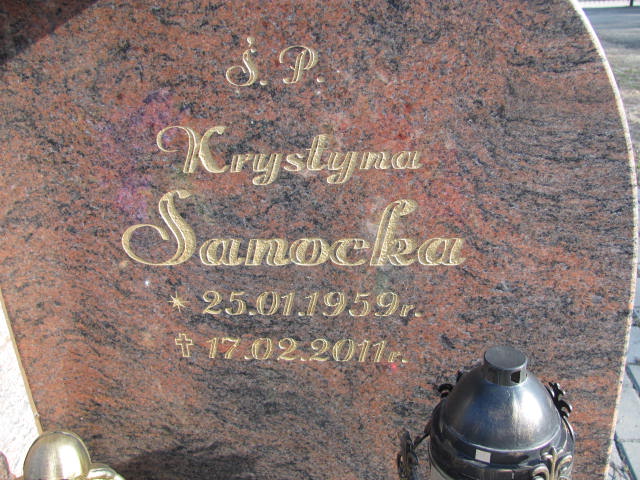 Ś. P.
Krystyna
Sanocka
* 25.01.1959r.
✝ 17.02.2011r.